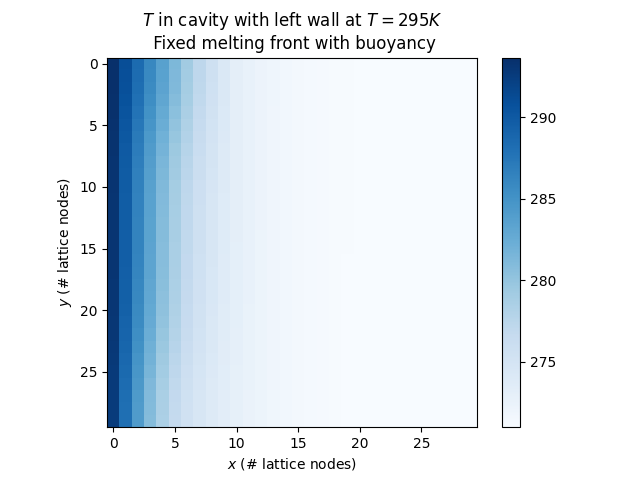 T in cavity with left wall at T = 295K
Fixed melting front with buoyancy
0
5
10
15
20
25
y (# lattice nodes)
0 5 10 15 20 25
x (# lattice nodes)
290
285
280
275